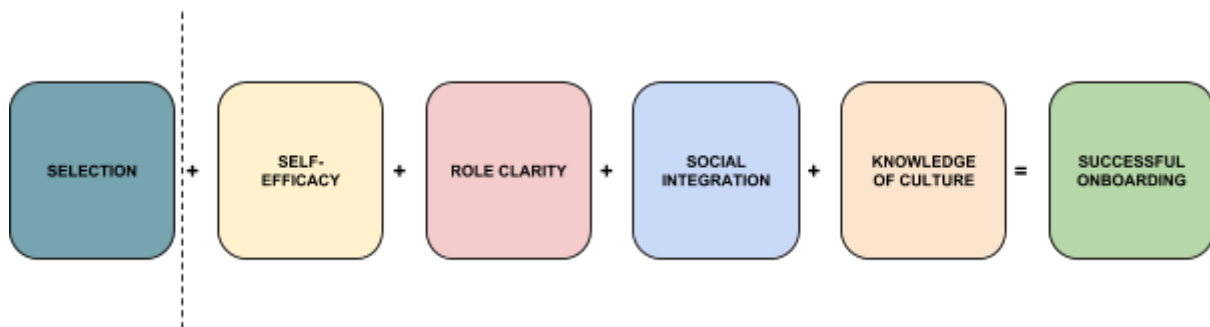 SELECTION
+
SELF-
EFFICACY
+
ROLE CLARITY
+
SOCIAL
INTEGRATION
+
KNOWLEDGE
OF CULTURE
=
SUCCESSFUL
ONBOARDING